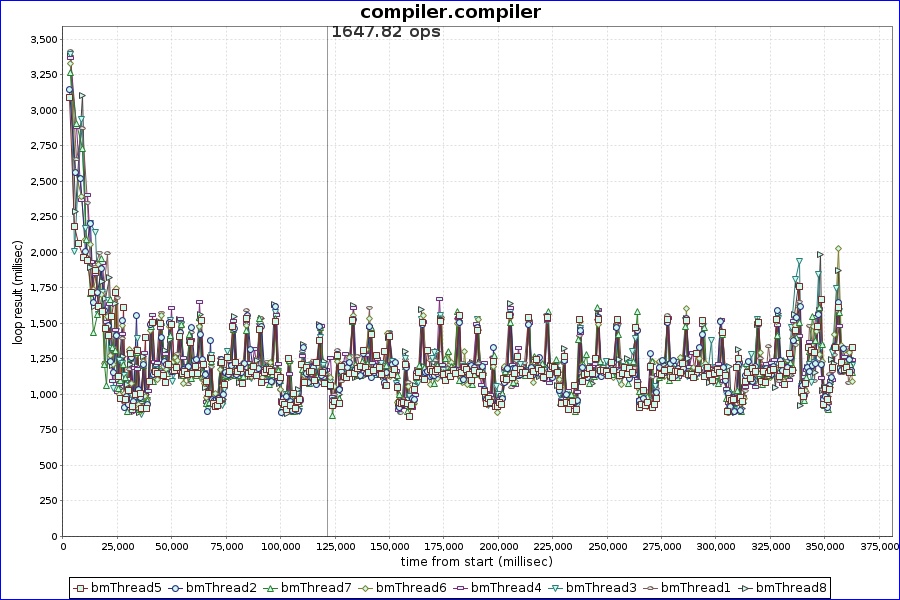 compiler.compiler
1647.82 ops
3,500
3,250
3,000
2,750
2,500
2,250
2,000
1,750
1,500
1,250
1,000
750
500
250
0
loop result (millisec)
0 25,000 50,000 75,000 100,000 125,000 150,000 175,000 200,000 225,000 250,000 275,000 300,000 325,000 350,000 375,000
time from start (millisec)
bmThread5 bmThread2 bmThread7 bmThread6 bmThread4 bmThread3 bmThread1 bmThread8